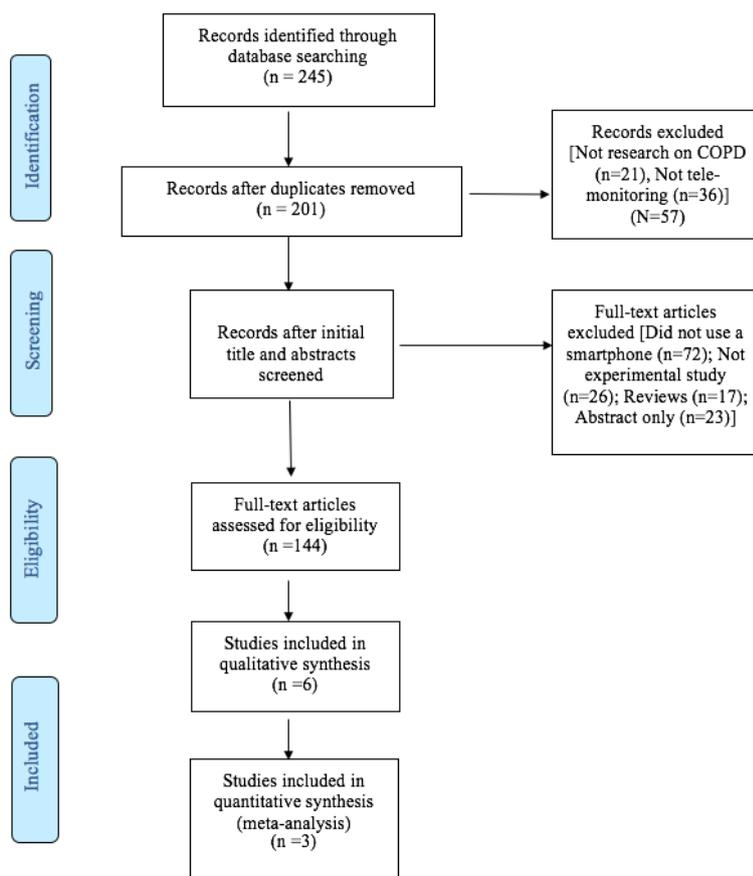 Records identified through
database searching
(n = 245)
Identification
Records after duplicates removed
(n = 201)
Records excluded
[Not research on COPD
(n=21), Not tele-
monitoring (n=36)]
(N=57)
Screening
Records after initial
title and abstracts
screened
Full-text articles
excluded [Did not use a
smartphone (n=72); Not
experimental study
(n=26); Reviews (n=17);
Abstract only (n=23)]
Eligibility
Full-text articles
assessed for eligibility
(n =144)
Studies included in
qualitative synthesis
(n =6)
Included
Studies included in
quantitative synthesis
(meta-analysis)
(n =3)